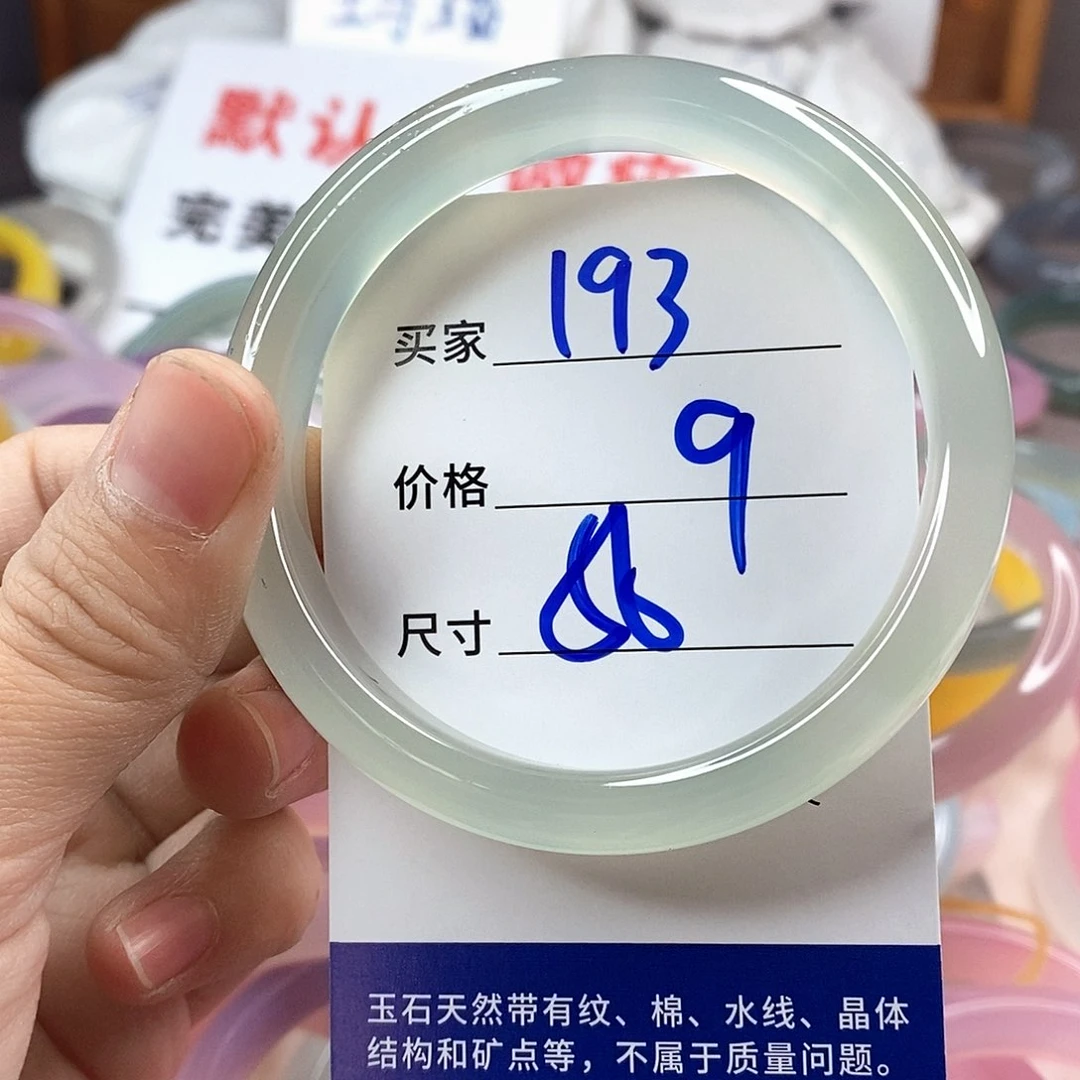 默认
完美
买家 193
价格 9
尺寸
玉石天然带有纹、棉、水线、晶体
结构和矿点等，不属于质量问题。